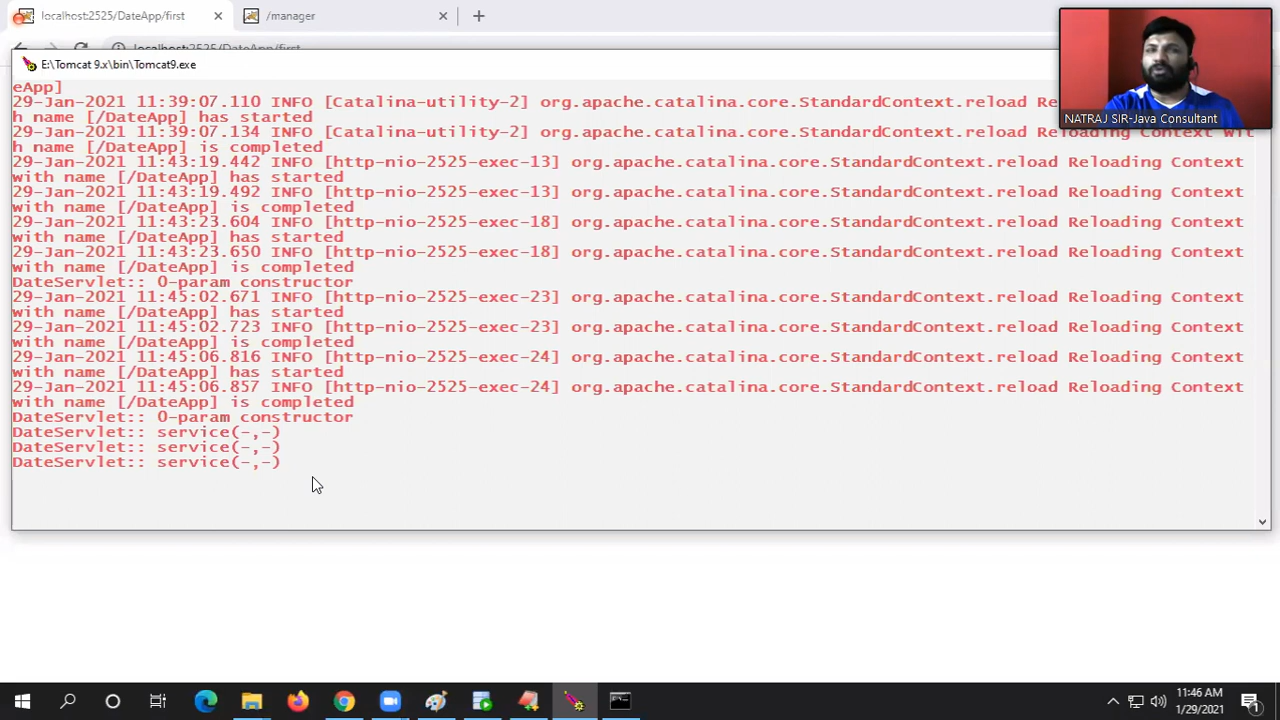 localhost:2525/DateApp/first
/manager
localhost:2525/DateApp/first
E:\Tomcat 9.x\bin\Tomcat9.exe
eApp]
29-Jan-2021 11:39:07.110 INFO [Catalina-utility-2] org.apache.catalina.core.StandardContext.reload
h name [/DateApp] has started
29-Jan-2021 11:39:07.134 INFO [Catalina-utility-2] org.apache.catalina.core.StandardContext.reload Reloading Context wit
h name [/DateApp] is completed
29-Jan-2021 11:43:19.442 INFO [http-nio-2525-exec-13] org.apache.catalina.core.StandardContext.reload Reloading Context
with name [/DateApp] has started
29-Jan-2021 11:43:19.492 INFO [http-nio-2525-exec-13] org.apache.catalina.core.StandardContext.reload Reloading Context
with name [/DateApp] is completed
29-Jan-2021 11:43:23.604 INFO [http-nio-2525-exec-18] org.apache.catalina.core.StandardContext.reload Reloading Context
with name [/DateApp] has started
29-Jan-2021 11:43:23.650 INFO [http-nio-2525-exec-18] org.apache.catalina.core.StandardContext.reload Reloading Context
with name [/DateApp] is completed
DateServlet:: 0-param constructor
29-Jan-2021 11:45:02.671 INFO [http-nio-2525-exec-23] org.apache.catalina.core.StandardContext.reload Reloading Context
with name [/DateApp] has started
29-Jan-2021 11:45:02.723 INFO [http-nio-2525-exec-23] org.apache.catalina.core.StandardContext.reload Reloading Context
with name [/DateApp] is completed
29-Jan-2021 11:45:06.816 INFO [http-nio-2525-exec-24] org.apache.catalina.core.StandardContext.reload Reloading Context
with name [/DateApp] has started
29-Jan-2021 11:45:06.857 INFO [http-nio-2525-exec-24] org.apache.catalina.core.StandardContext.reload Reloading Context
with name [/DateApp] is completed
DateServlet:: 0-param constructor
DateServlet:: service(-,-)
DateServlet:: service(-,-)
DateServlet:: service(-,-)
NATRAJ SIR-Java Consultant
11:46 AM
1/29/2021
1